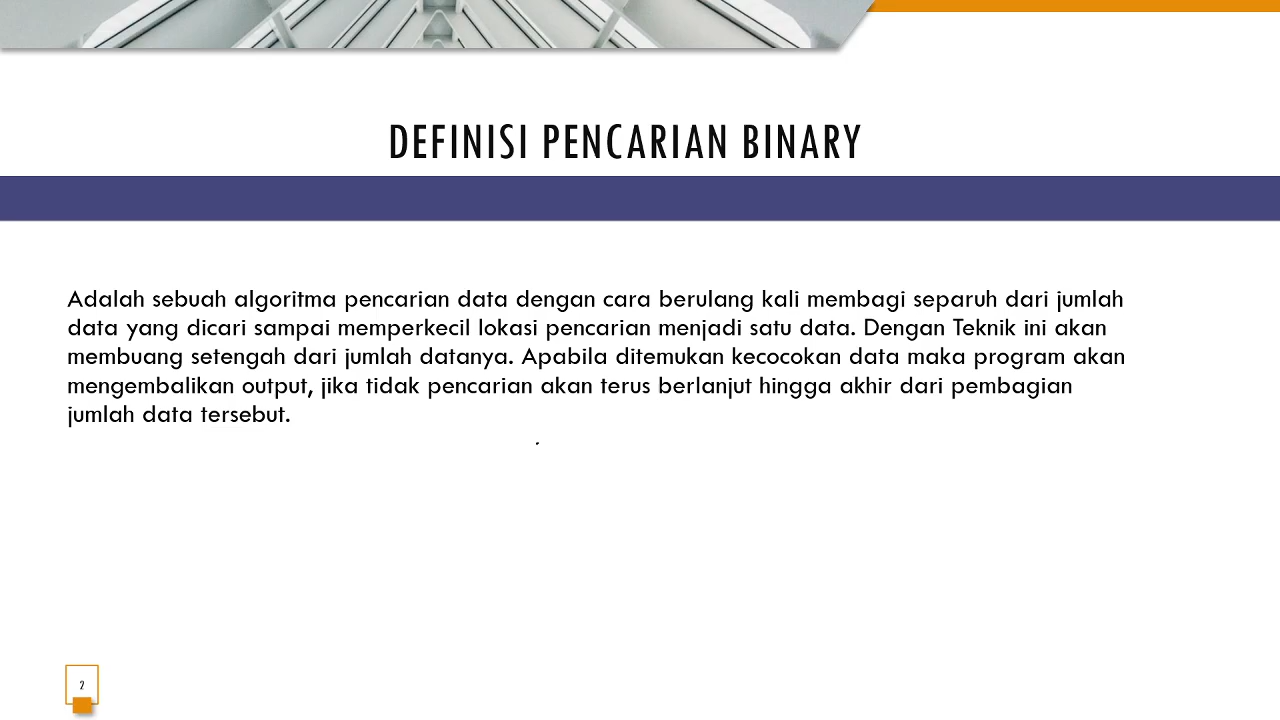 DEFINISI PENCARIAN BINARY
Adalah sebuah algoritma pencarian data dengan cara berulang kali membagi separuh dari jumlah
data yang dicari sampai memperkecil lokasi pencarian menjadi satu data. Dengan Teknik ini akan
membuang setengah dari jumlah datanya. Apabila ditemukan kecocokan data maka program akan
mengembalikan output, jika tidak pencarian akan terus berlanjut hingga akhir dari pembagian
jumlah data tersebut.
.
2